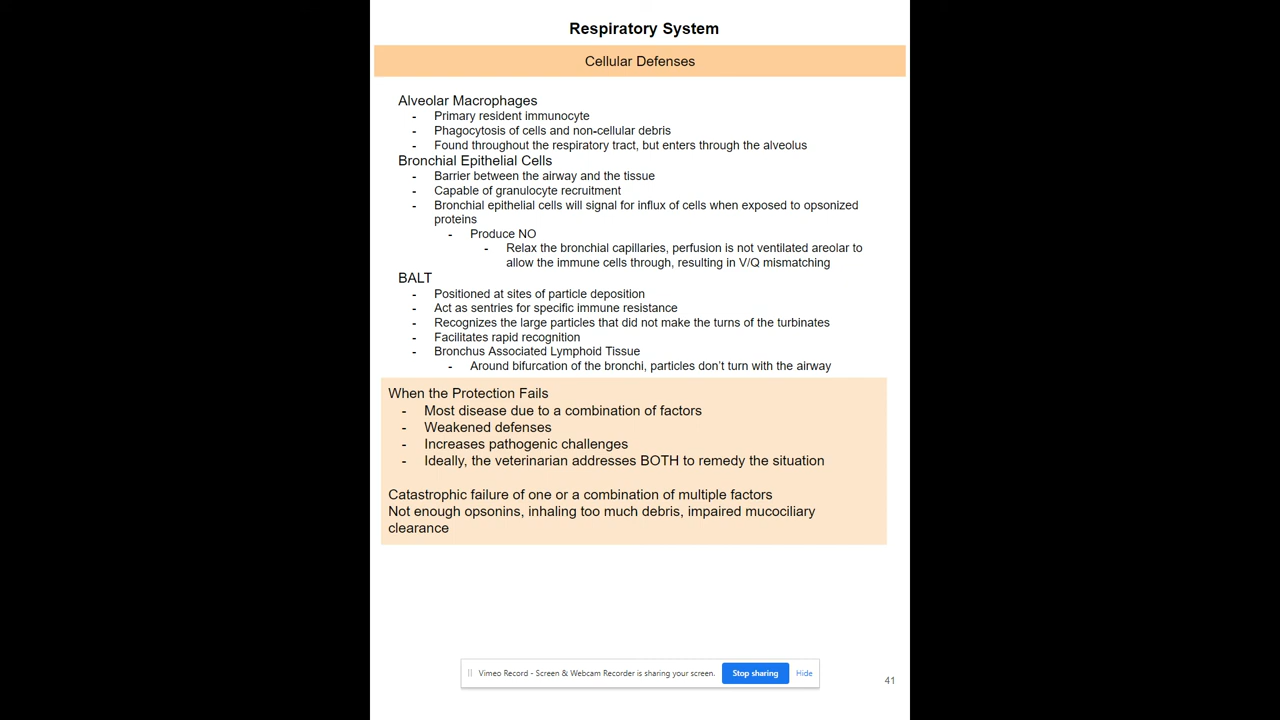 Respiratory System
Cellular Defenses
Alveolar Macrophages
- Primary resident immunocyte
- Phagocytosis of cells and non-cellular debris
- Found throughout the respiratory tract, but enters through the alveolus
Bronchial Epithelial Cells
- Barrier between the airway and the tissue
- Capable of granulocyte recruitment
- Bronchial epithelial cells will signal for influx of cells when exposed to opsonized
proteins
- Produce NO
- Relax the bronchial capillaries, perfusion is not ventilated areolar to
allow the immune cells through, resulting in V/Q mismatching
BALT
- Positioned at sites of particle deposition
- Act as sentries for specific immune resistance
- Recognizes the large particles that did not make the turns of the turbinates
- Facilitates rapid recognition
- Bronchus Associated Lymphoid Tissue
- Around bifurcation of the bronchi, particles don't turn with the airway
When the Protection Fails
- Most disease due to a combination of factors
- Weakened defenses
- Increases pathogenic challenges
- Ideally, the veterinarian addresses BOTH to remedy the situation
Catastrophic failure of one or a combination of multiple factors
Not enough opsonins, inhaling too much debris, impaired mucociliary
clearance
Vimeo Record - Screen & Webcam Recorder is sharing your screen. Stop sharing Hide
41